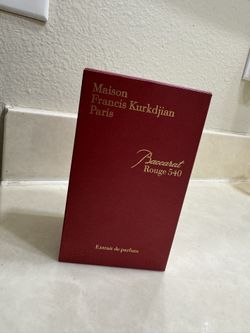 Maison
Francis Kurkdjian
Paris
Baccarat
Rouge 540
Extrait de parfum